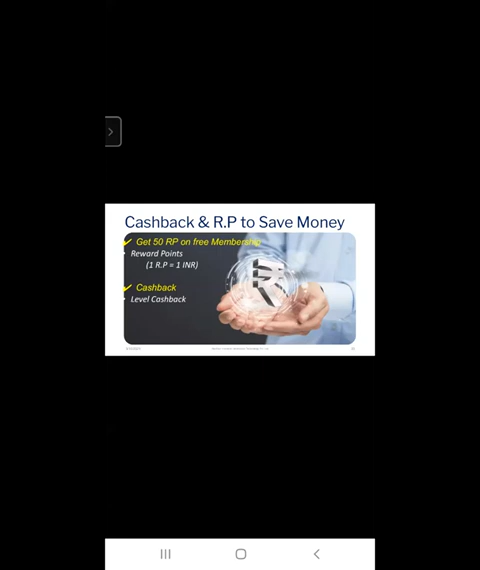 Cashback & R.P to Save Money
✓ Get 50 RP on free Membership
• Reward Points
(1 R.P = 1 INR)
✓ Cashback
• Level Cashback